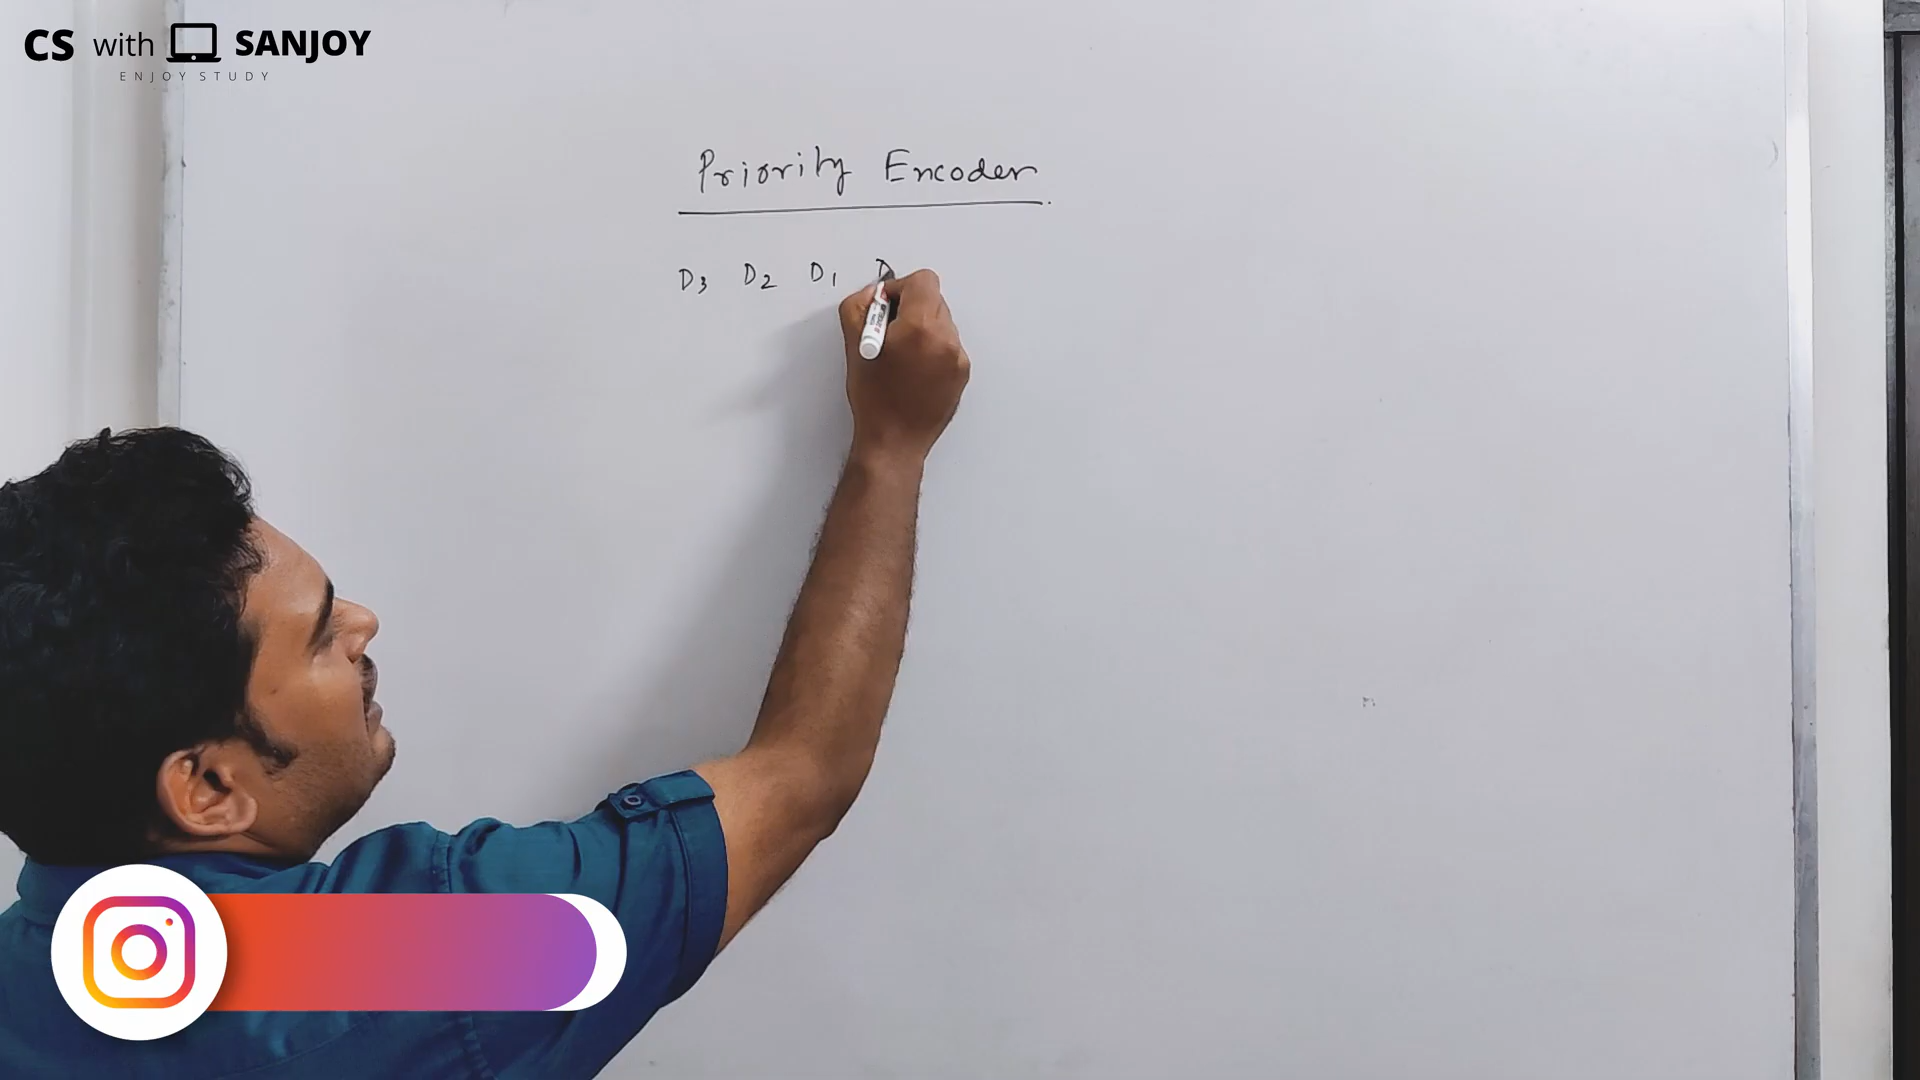 CS with SANJOY
ENJOY STUDY
Priority Encoder
D3 D2 D1 D